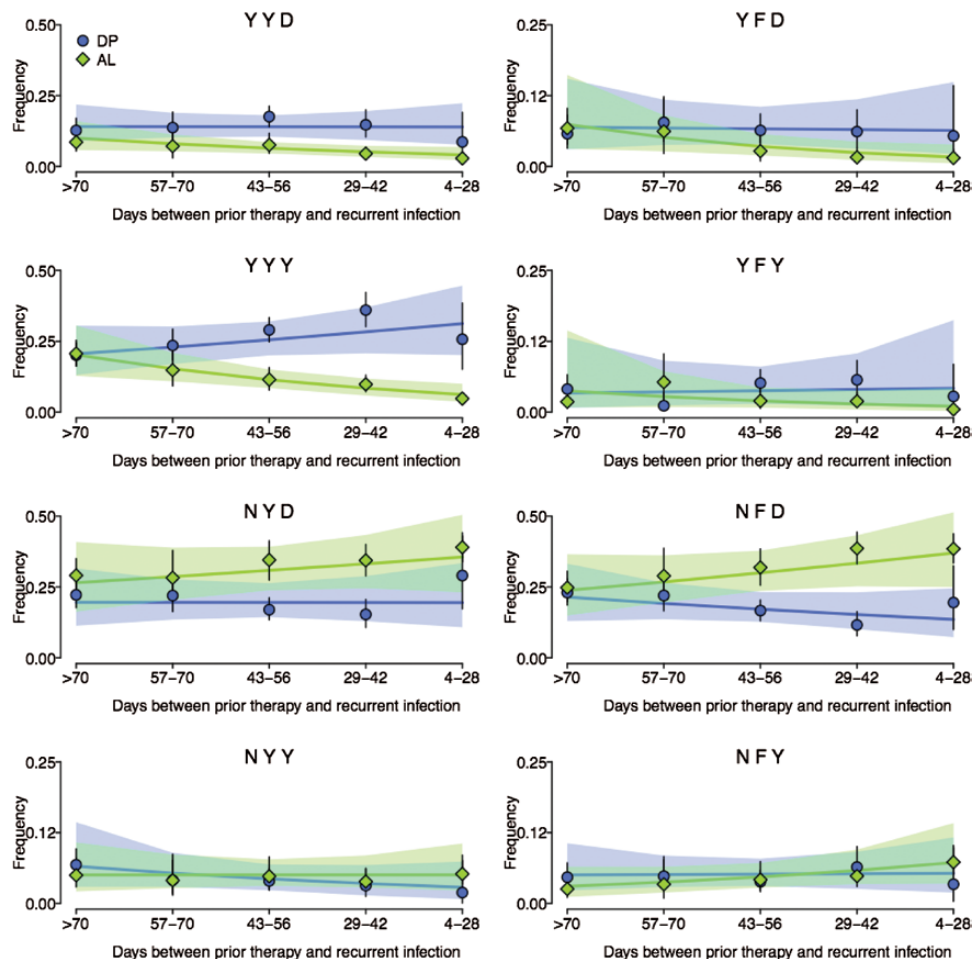 Y Y D
0.50
0.25
0.00
Frequency
DP
AL
>70
57–70
43–56
29–42
4–28
Days between prior therapy and recurrent infection
Y F D
0.25
0.12
0.00
Frequency
>70
57–70
43–56
29–42
4–28
Days between prior therapy and recurrent infection
Y Y Y
0.50
0.25
0.00
Frequency
>70
57–70
43–56
29–42
4–28
Days between prior therapy and recurrent infection
Y F Y
0.25
0.12
0.00
Frequency
>70
57–70
43–56
29–42
4–28
Days between prior therapy and recurrent infection
N Y D
0.50
0.25
0.00
Frequency
>70
57–70
43–56
29–42
4–28
Days between prior therapy and recurrent infection
N F D
0.50
0.25
0.00
Frequency
>70
57–70
43–56
29–42
4–28
Days between prior therapy and recurrent infection
N Y Y
0.25
0.12
0.00
Frequency
>70
57–70
43–56
29–42
4–28
Days between prior therapy and recurrent infection
N F Y
0.25
0.12
0.00
Frequency
>70
57–70
43–56
29–42
4–28
Days between prior therapy and recurrent infection